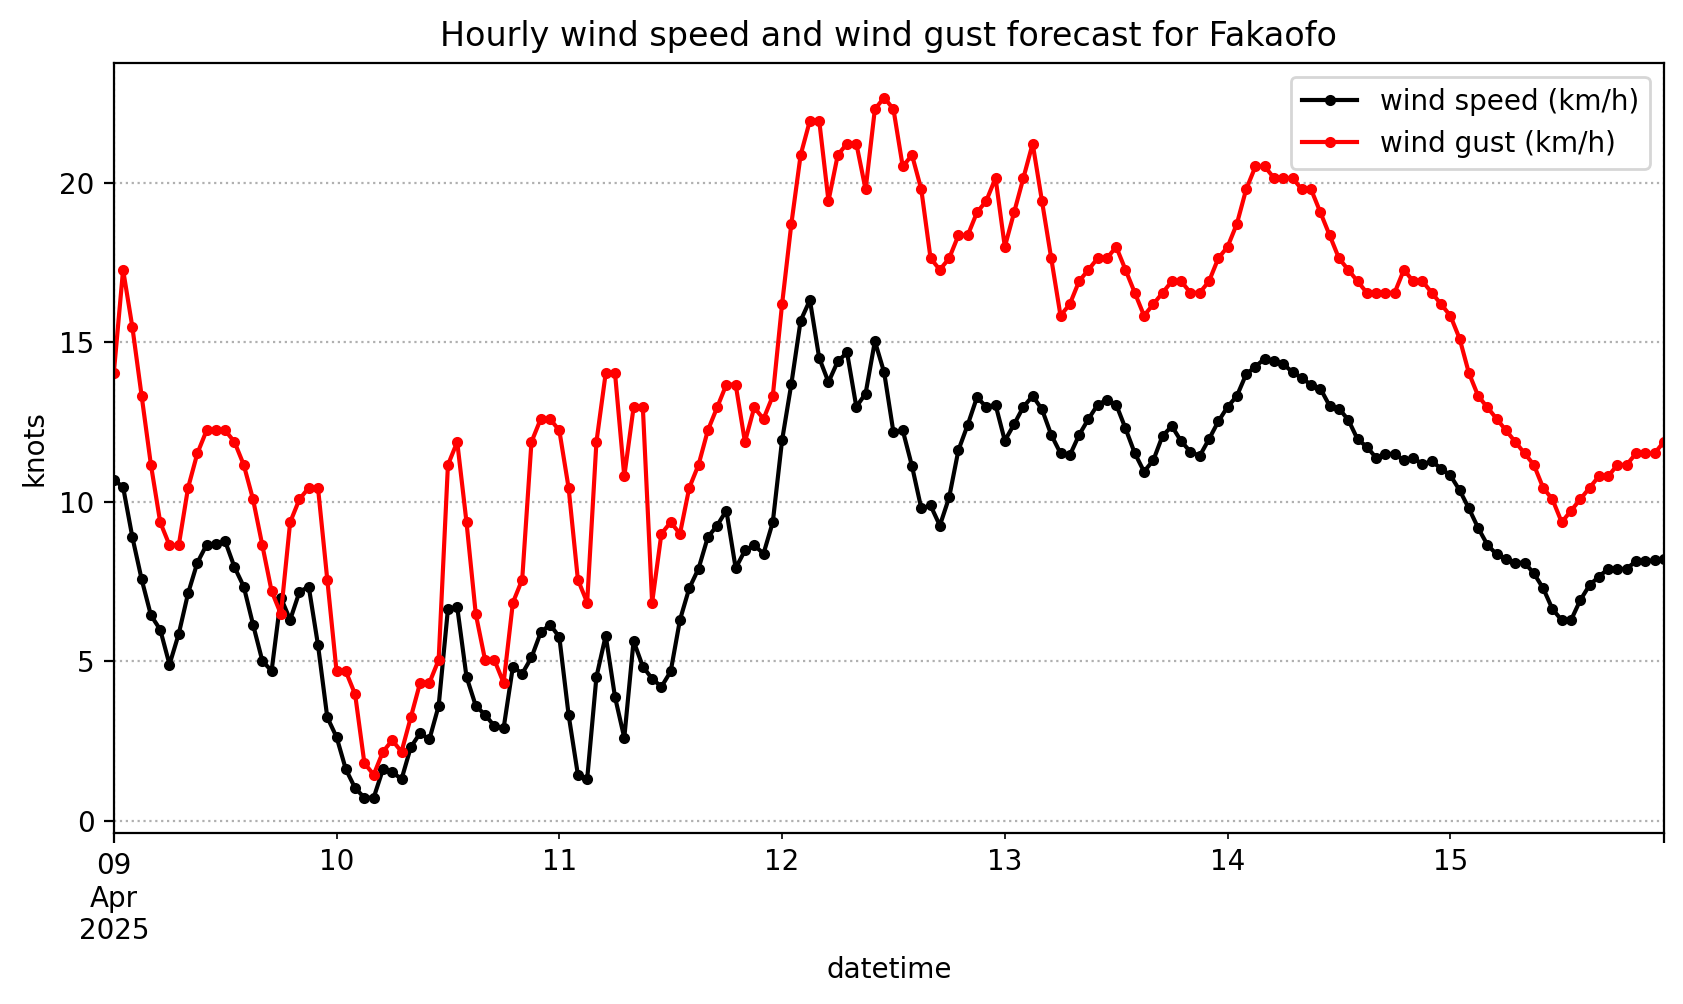 Hourly wind speed and wind gust forecast for Fakaofo
wind speed (km/h)
wind gust (km/h)
knots
20
15
10
5
0
09
Apr
2025
10
11
12
13
14
15
datetime